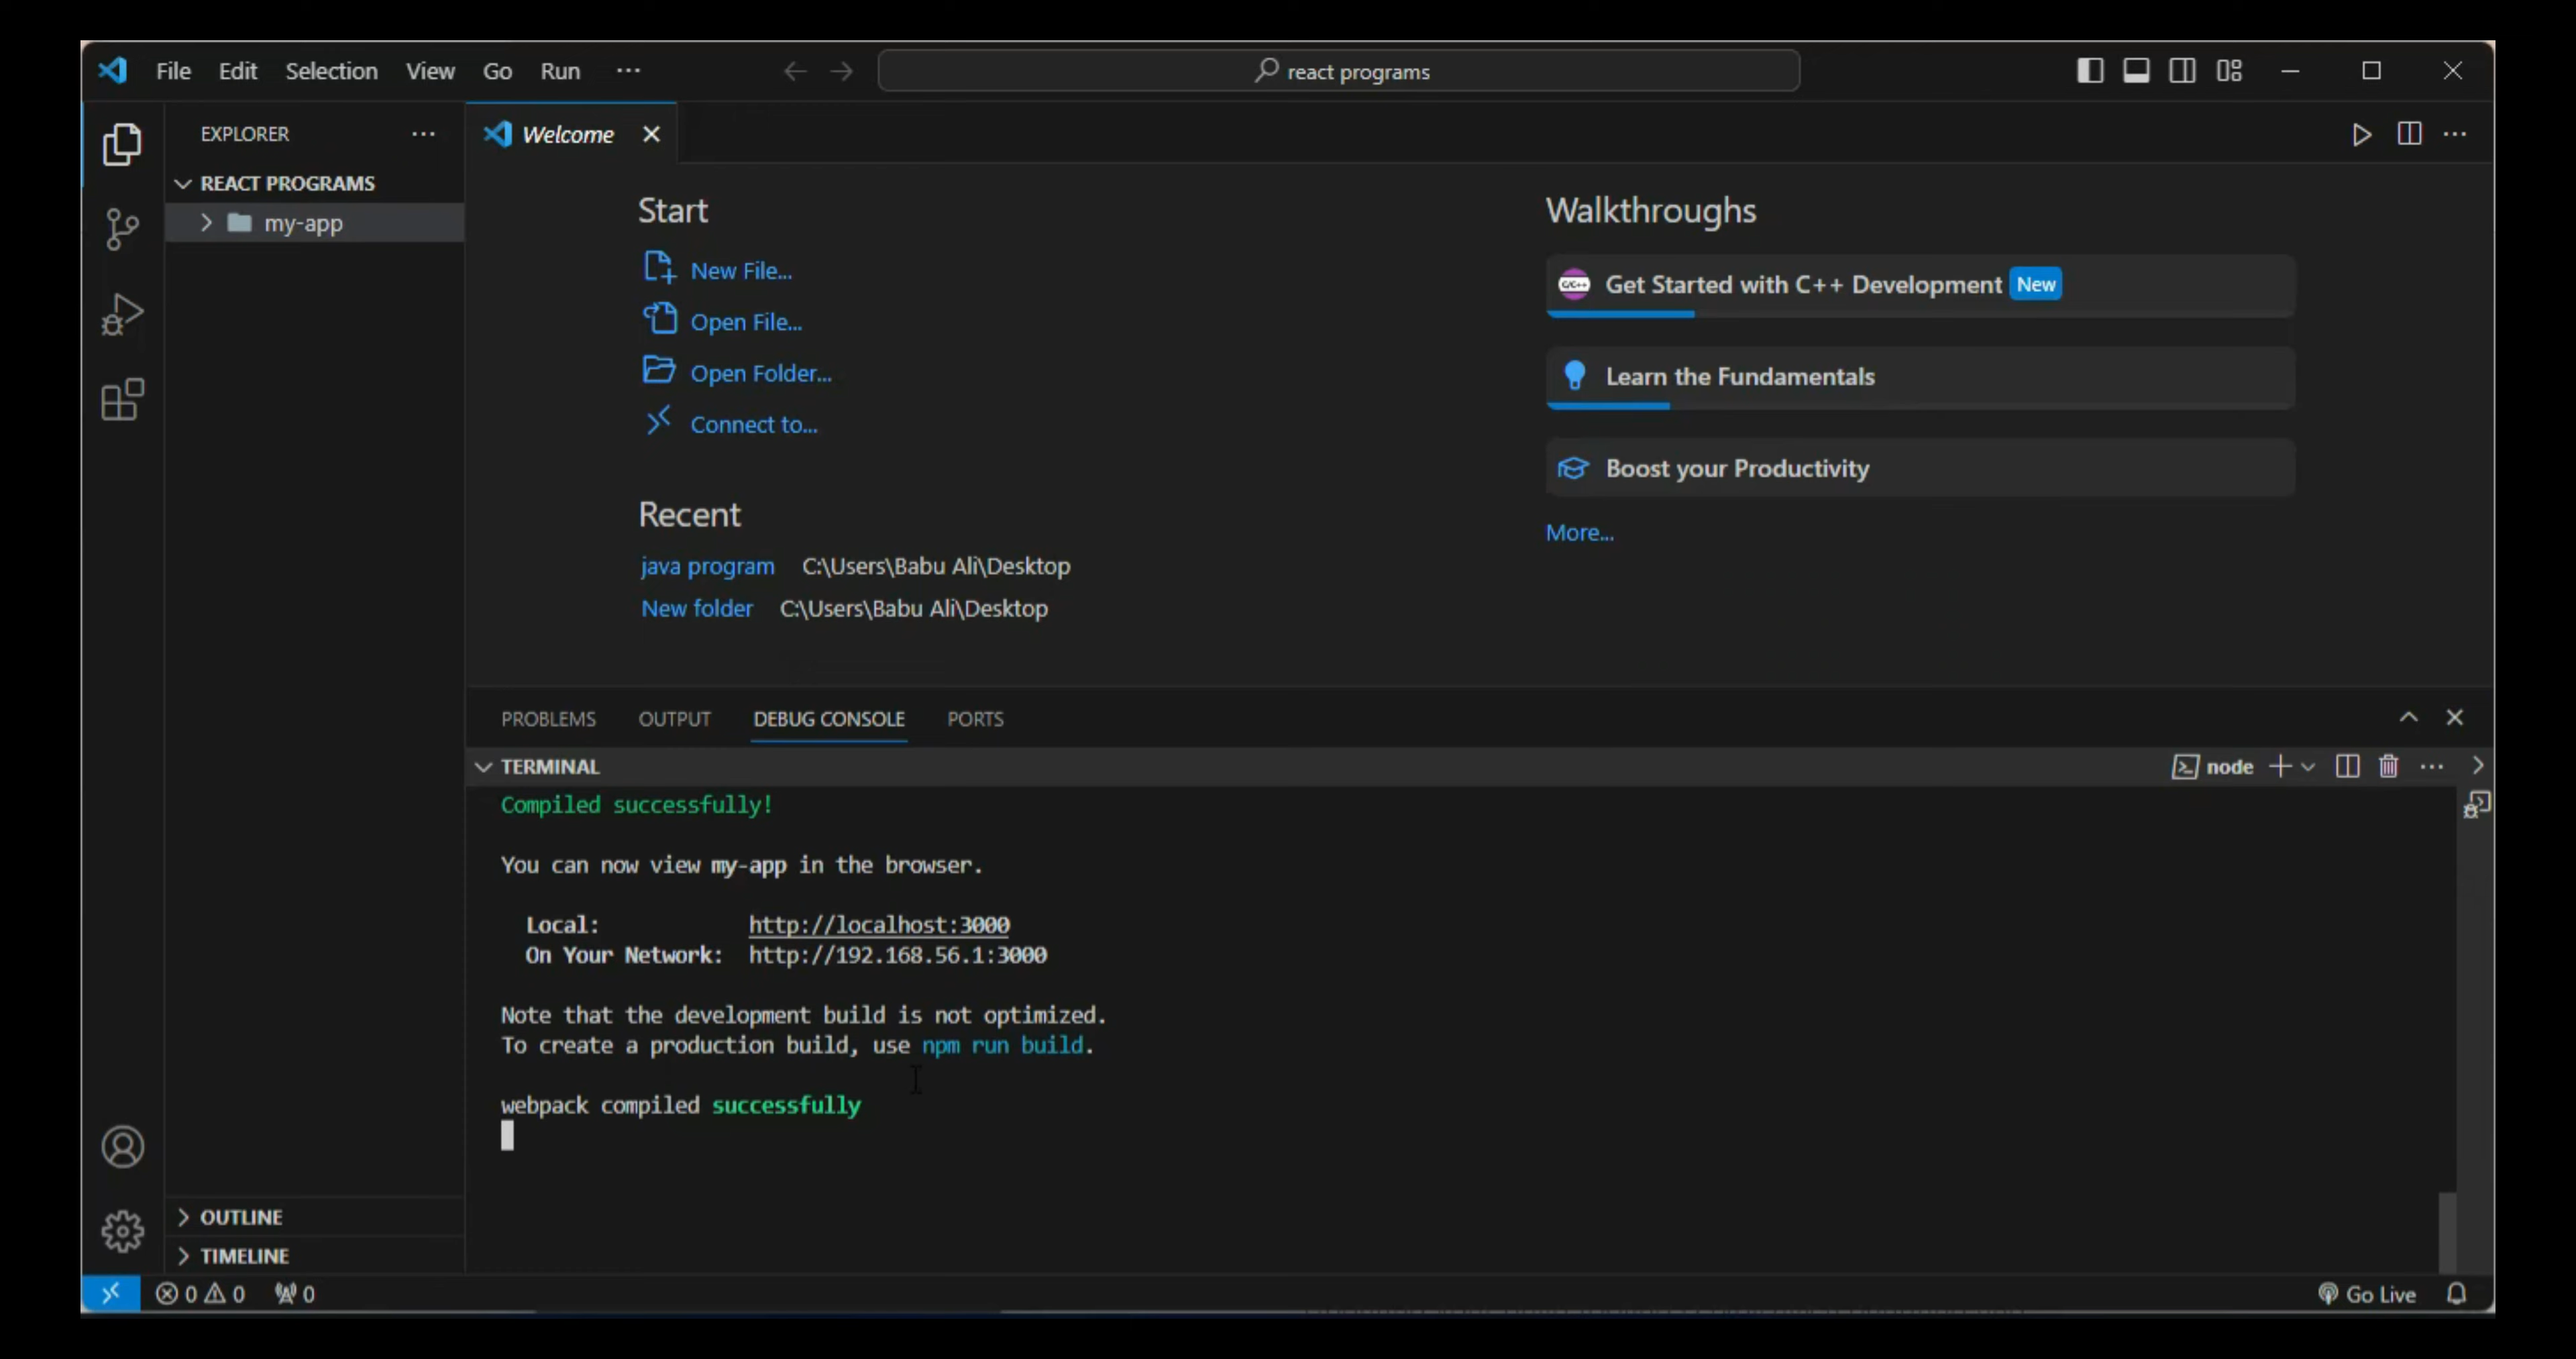 File Edit Selection View Go Run ···
react programs
EXPLORER ···
Welcome
REACT PROGRAMS
my-app
Start
New File...
Open File...
Open Folder...
Connect to...
Recent
java program C:\Users\Babu Ali\Desktop
New folder C:\Users\Babu Ali\Desktop
Walkthroughs
C/C++ Get Started with C++ Development New
Learn the Fundamentals
Boost your Productivity
More...
PROBLEMS OUTPUT DEBUG CONSOLE PORTS
TERMINAL
node
Compiled successfully!
You can now view my-app in the browser.
Local: http://localhost:3000
On Your Network: http://192.168.56.1:3000
Note that the development build is not optimized.
To create a production build, use npm run build.
webpack compiled successfully
OUTLINE
TIMELINE
0 0 0
Go Live